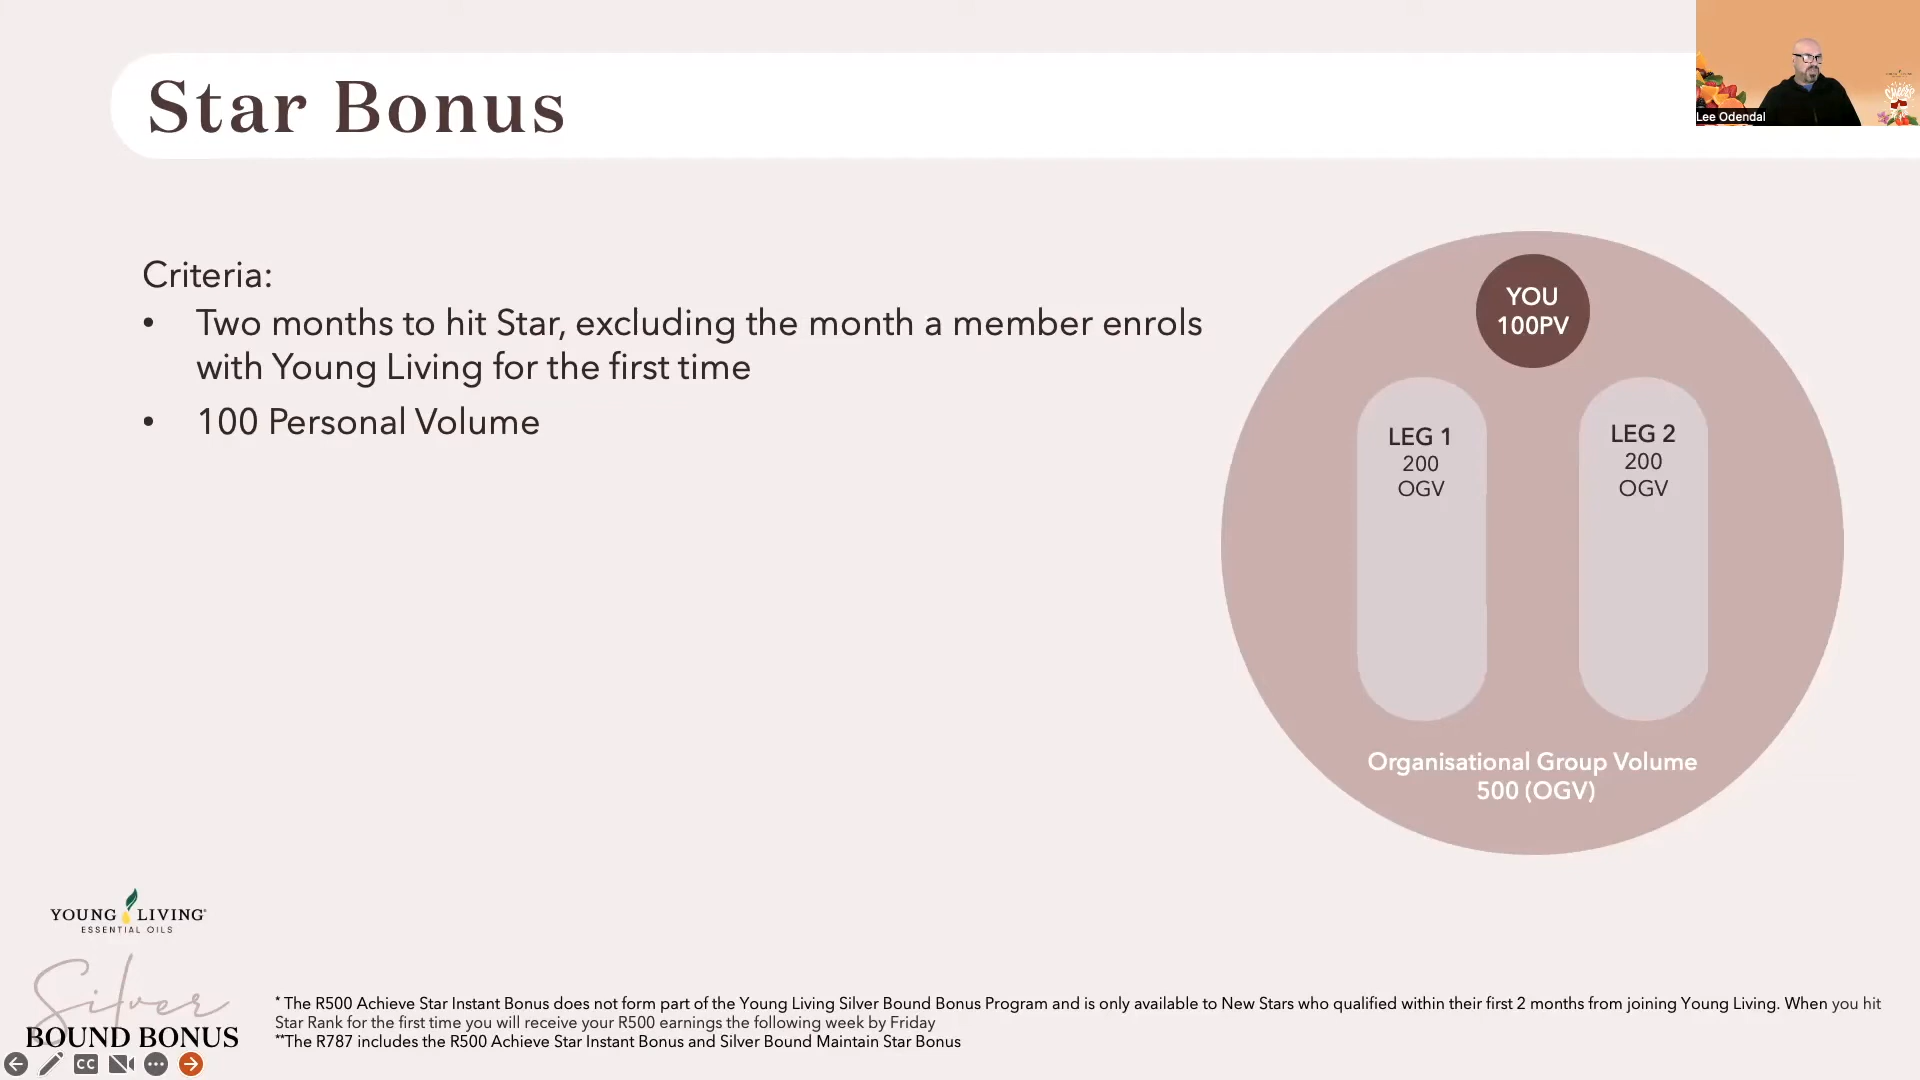 Star Bonus
Lee Odendal
Criteria:
• Two months to hit Star, excluding the month a member enrols
with Young Living for the first time
• 100 Personal Volume
YOU
100PV
LEG 1
200
OGV
LEG 2
200
OGV
Organisational Group Volume
500 (OGV)
YOUNG LIVING
ESSENTIAL OILS
Silver
BOUND BONUS
* The R500 Achieve Star Instant Bonus does not form part of the Young Living Silver Bound Bonus Program and is only available to New Stars who qualified within their first 2 months from joining Young Living. When you hit
Star Rank for the first time you will receive your R500 earnings the following week by Friday
**The R787 includes the R500 Achieve Star Instant Bonus and Silver Bound Maintain Star Bonus
CC